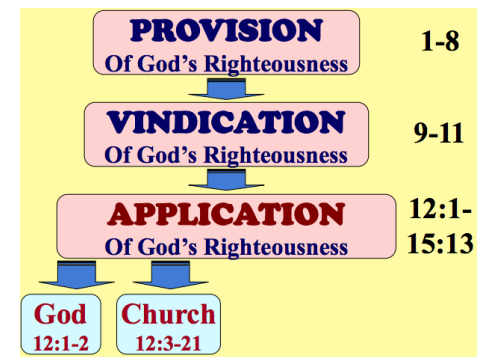 PROVISION
Of God's Righteousness
1-8
VINDICATION
Of God's Righteousness
9-11
APPLICATION
Of God's Righteousness
12:1-
15:13
God
12:1-2
Church
12:3-21